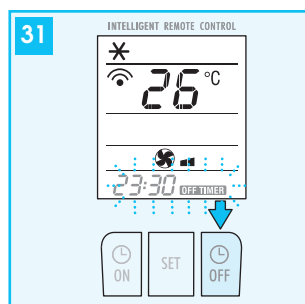 31
INTELLIGENT REMOTE CONTROL
26 °C
23:30 OFF TIMER
ON
SET
OFF